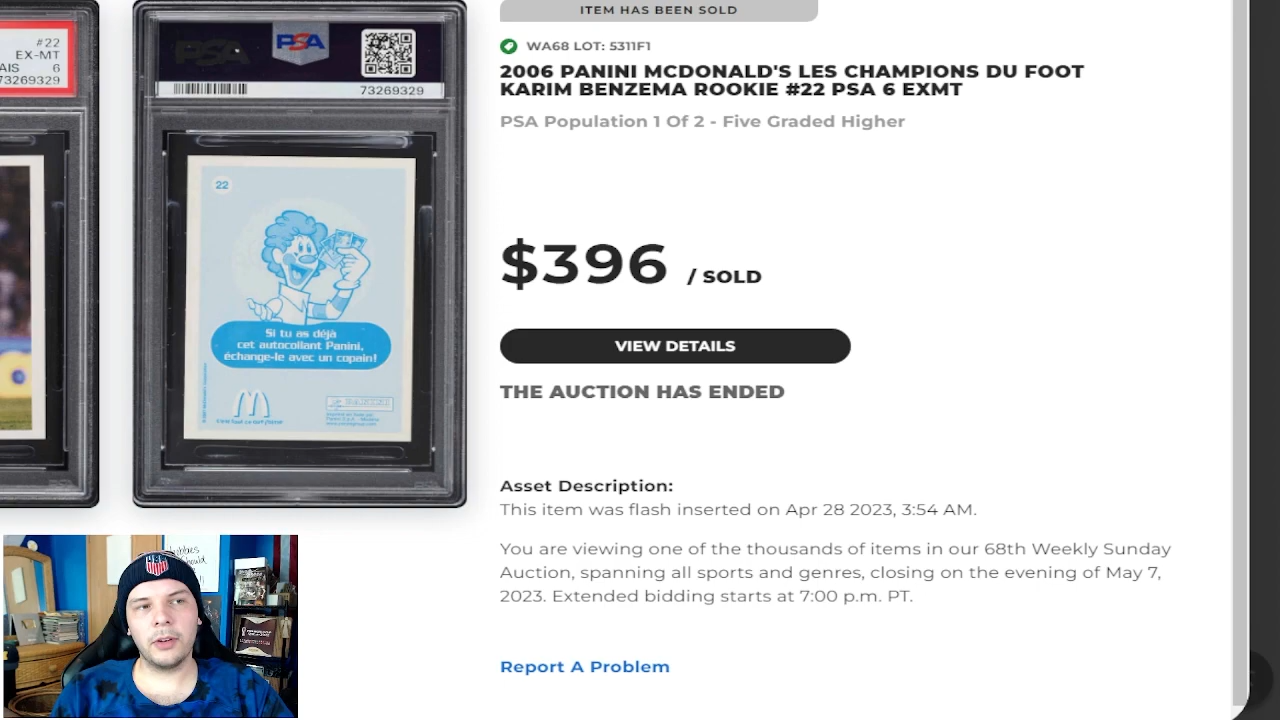 ITEM HAS BEEN SOLD
WA68 LOT: 5311F1
2006 PANINI MCDONALD'S LES CHAMPIONS DU FOOT
KARIM BENZEMA ROOKIE #22 PSA 6 EXMT
PSA Population 1 Of 2 - Five Graded Higher
$396 / SOLD
VIEW DETAILS
THE AUCTION HAS ENDED
Asset Description:
This item was flash inserted on Apr 28 2023, 3:54 AM.
You are viewing one of the thousands of items in our 68th Weekly Sunday
Auction, spanning all sports and genres, closing on the evening of May 7,
2023. Extended bidding starts at 7:00 p.m. PT.
Report A Problem
#22
EX-MT
AIS 6
73269329
PSA
PSA
73269329
22
Si tu as déjà
cet autocollant Panini,
échange-le avec un copain!
PANINI